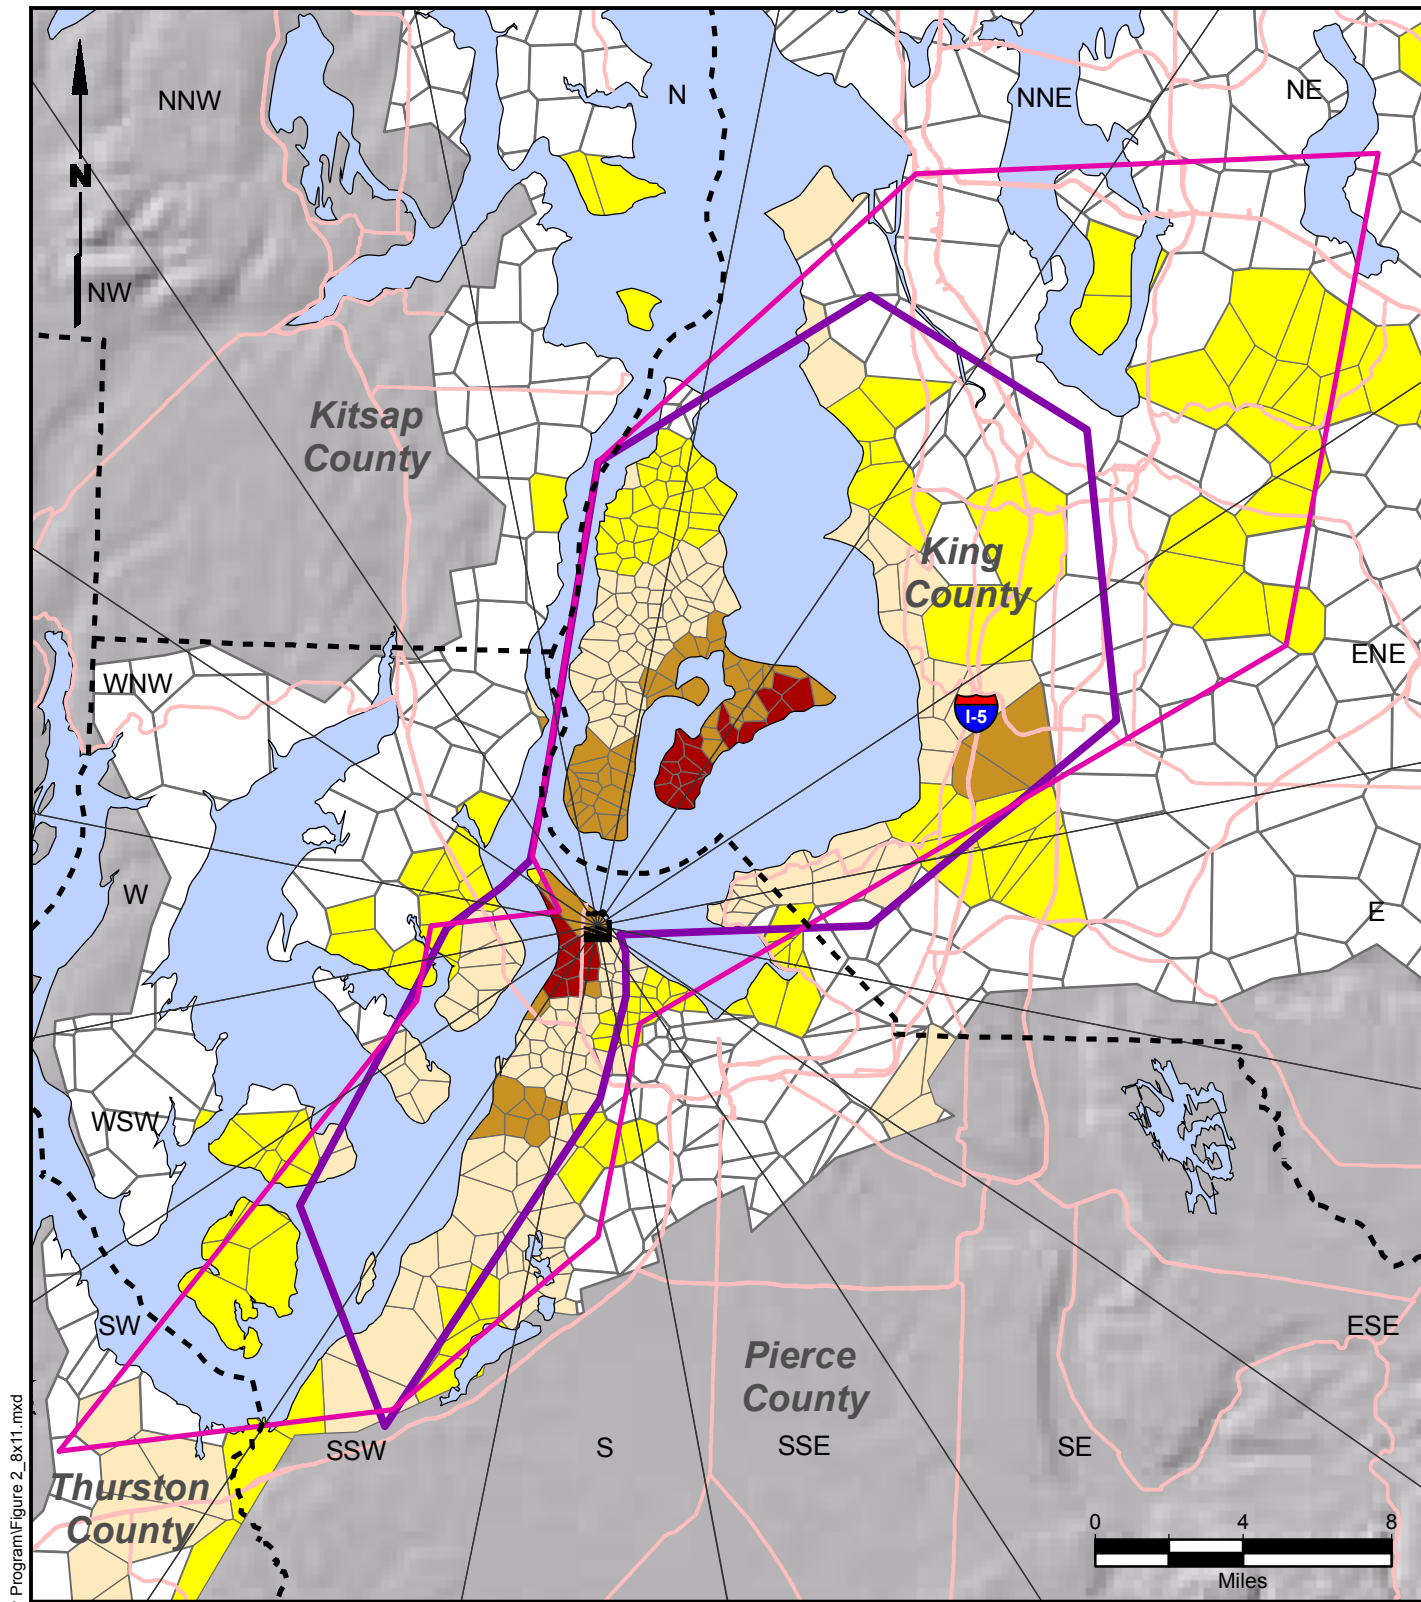 N
NNW
N
NNE
NE
NW
Kitsap
County
King
County
ENE
WNW
I-5
W
E
WSW
SW
ESE
Pierce
County
SSW
S
SSE
SE
Thurston
County
0 4 8
Miles
Program\Figure 2_8x11.mxd